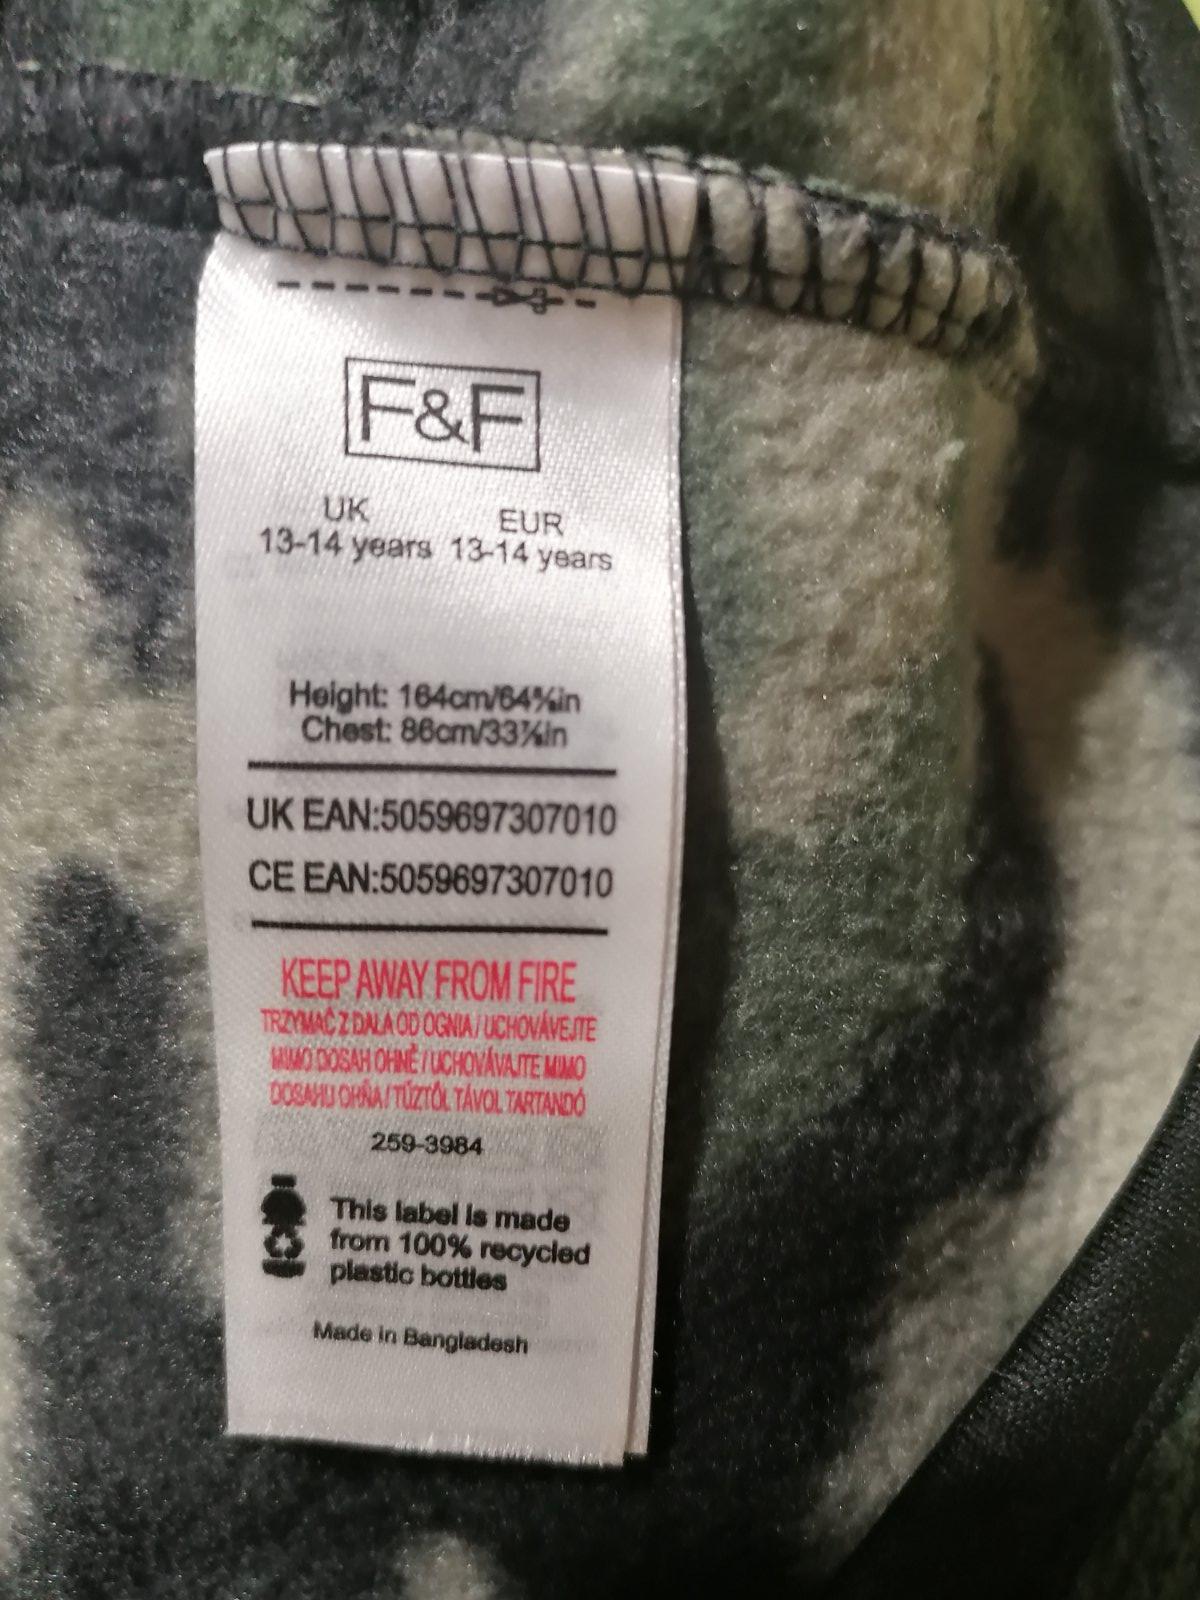 F&F
UK EUR
13-14 years 13-14 years
Height: 164cm/64⅝in
Chest: 86cm/33⅞in
UK EAN:5059697307010
CE EAN:5059697307010
KEEP AWAY FROM FIRE
TRZYMAĆ Z DALA OD OGNIA / UCHOVÁVEJTE
MIMO DOSAH OHNĚ / UCHOVÁVAJTE MIMO
DOSAHU OHŇA / TŰZTŐL TÁVOL TARTANDÓ
259-3984
This label is made
from 100% recycled
plastic bottles
Made in Bangladesh